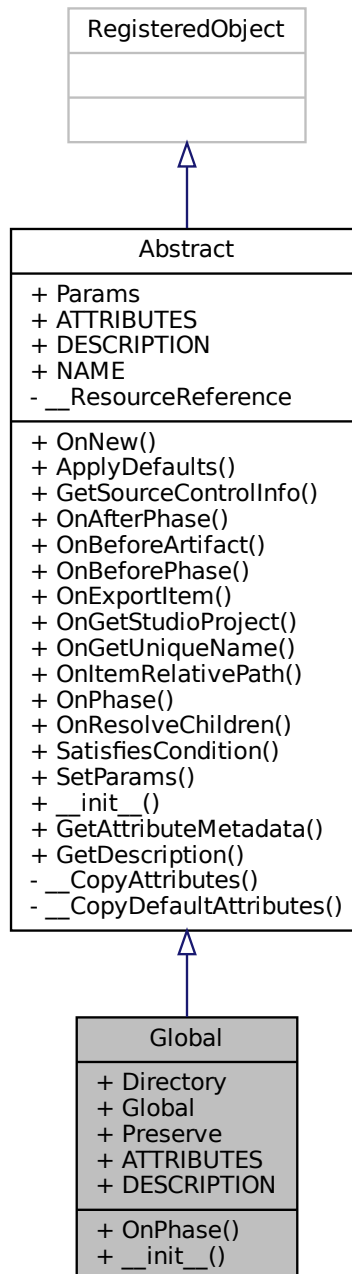 RegisteredObject
Abstract
+ Params
+ ATTRIBUTES
+ DESCRIPTION
+ NAME
- __ResourceReference
+ OnNew()
+ ApplyDefaults()
+ GetSourceControlInfo()
+ OnAfterPhase()
+ OnBeforeArtifact()
+ OnBeforePhase()
+ OnExportItem()
+ OnGetStudioProject()
+ OnGetUniqueName()
+ OnItemRelativePath()
+ OnPhase()
+ OnResolveChildren()
+ SatisfiesCondition()
+ SetParams()
+ __init__()
+ GetAttributeMetadata()
+ GetDescription()
- __CopyAttributes()
- __CopyDefaultAttributes()
Global
+ Directory
+ Global
+ Preserve
+ ATTRIBUTES
+ DESCRIPTION
+ OnPhase()
+ __init__()